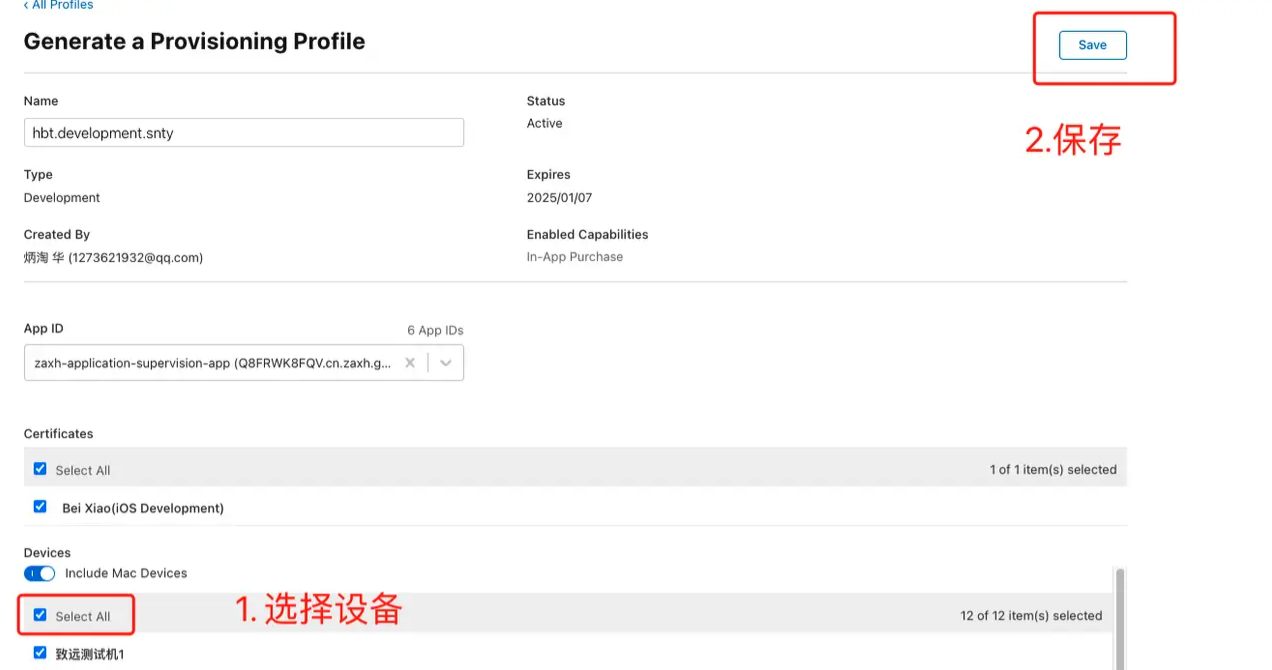 ‹ All Profiles
Generate a Provisioning Profile
Save
2.保存
Name
Status
hbt.development.snty
Active
Type
Expires
Development
2025/01/07
Created By
Enabled Capabilities
炳淘 华 (1273621932@qq.com)
In-App Purchase
App ID
6 App IDs
zaxh-application-supervision-app (Q8FRWK8FQV.cn.zaxh.g...
Certificates
Select All
1 of 1 item(s) selected
Bei Xiao(iOS Development)
Devices
Include Mac Devices
Select All
1. 选择设备
12 of 12 item(s) selected
致远测试机1